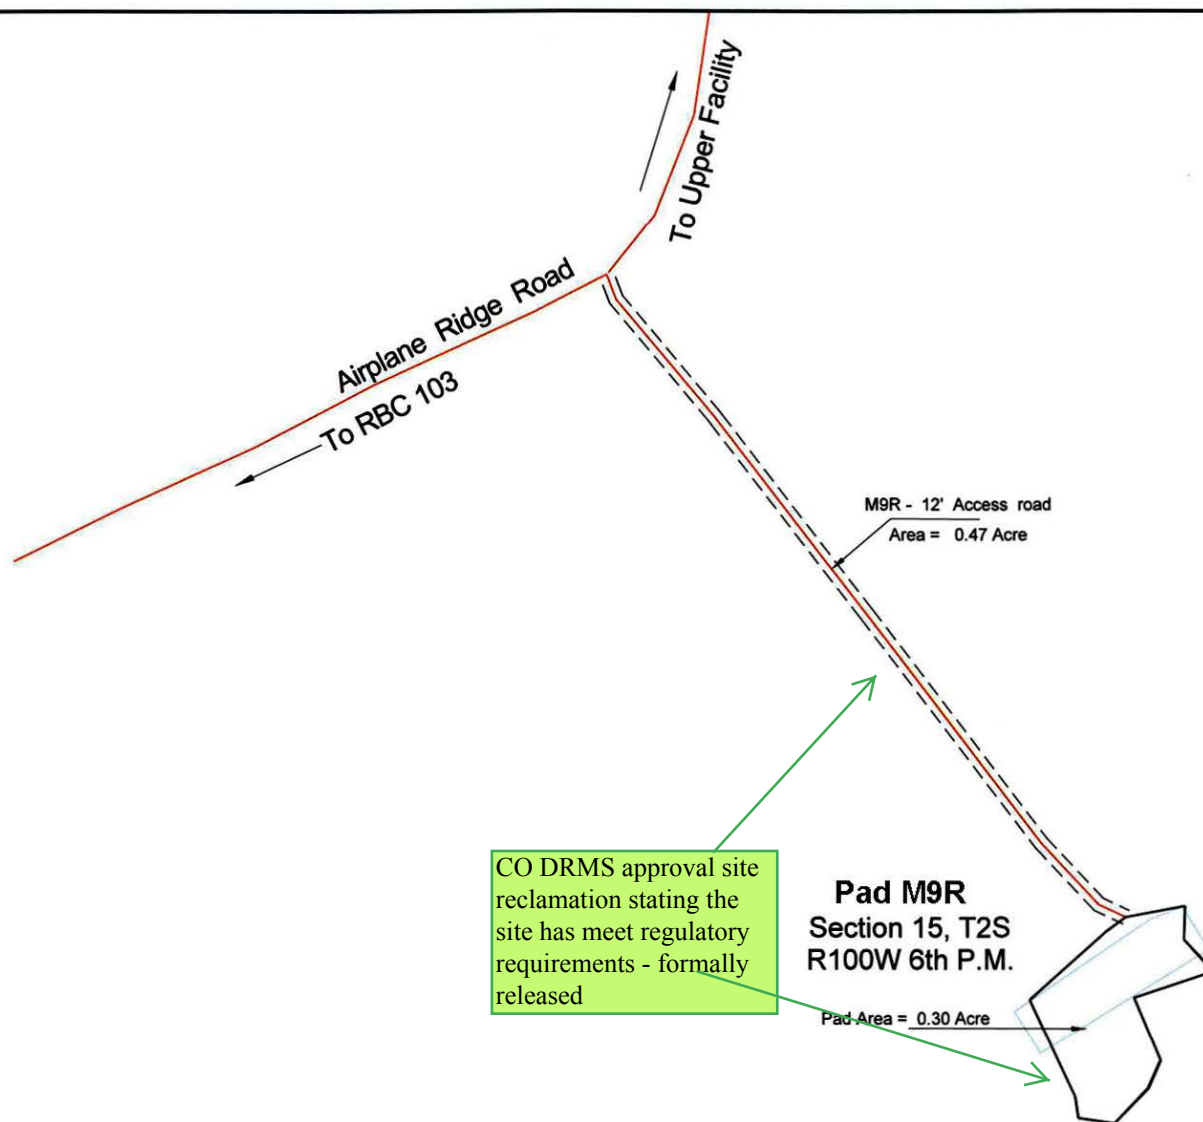 To Upper Facility
Airplane Ridge Road
To RBC 103
M9R - 12' Access road
Area = 0.47 Acre
CO DRMS approval site
reclamation stating the
site has meet regulatory
requirements - formally
released
Pad M9R
Section 15, T2S
R100W 6th P.M.
Pad Area = 0.30 Acre